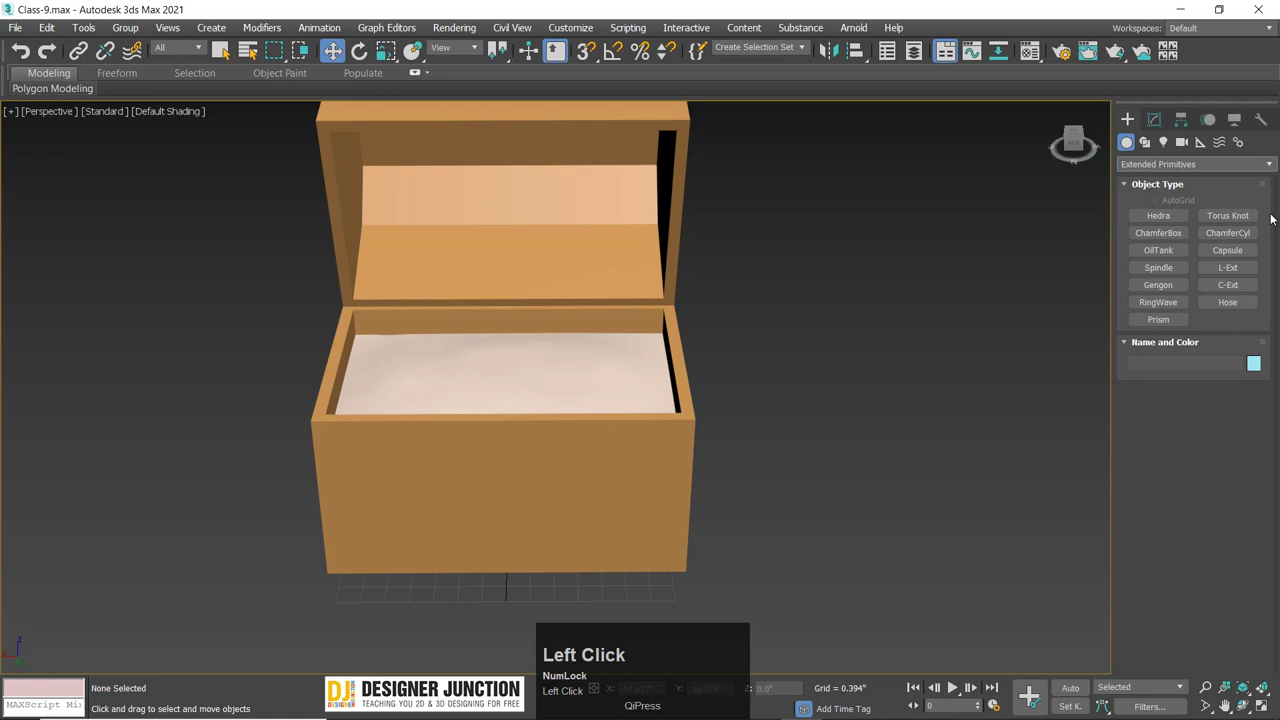 Class-9.max - Autodesk 3ds Max 2021
File Edit Tools Group Views Create Modifiers Animation Graph Editors Rendering Civil View Customize Scripting Interactive Content Substance Arnold Help Workspaces: Default
All View Create Selection Set
Modeling Freeform Selection Object Paint Populate
Polygon Modeling
[+] [Perspective ] [Standard ] [Default Shading ]
Extended Primitives
Object Type
AutoGrid
Hedra Torus Knot
ChamferBox ChamferCyl
OilTank Capsule
Spindle L-Ext
Gengon C-Ext
RingWave Hose
Prism
Name and Color
Left Click
NumLock
Left Click
QiPress
None Selected
Click and drag to select and move objects
MAXScript Mi
DJ DESIGNER JUNCTION
TEACHING YOU 2D & 3D DESIGNING FOR FREE
X: Y: Z: 0.0" Grid = 0.394"
Add Time Tag
0
Auto Selected
Set K. Filters...
z
x